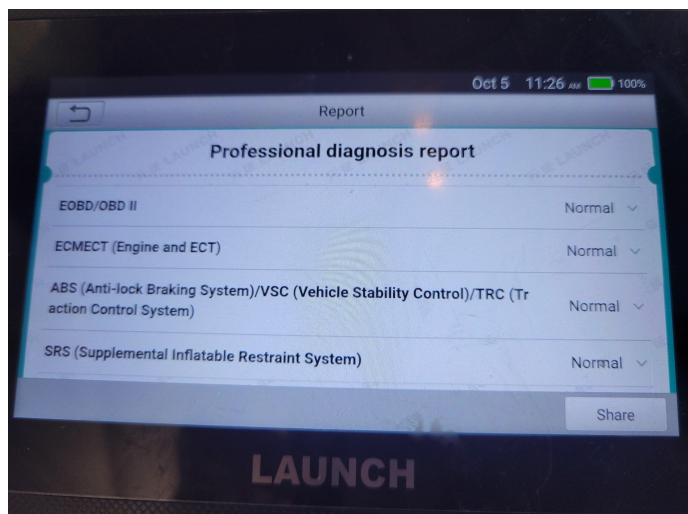 Oct 5 11:26 AM 100%
Report
Professional diagnosis report
EOBD/OBD II
Normal
ECMECT (Engine and ECT)
Normal
ABS (Anti-lock Braking System)/VSC (Vehicle Stability Control)/TRC (Tr
action Control System)
Normal
SRS (Supplemental Inflatable Restraint System)
Normal
Share
LAUNCH